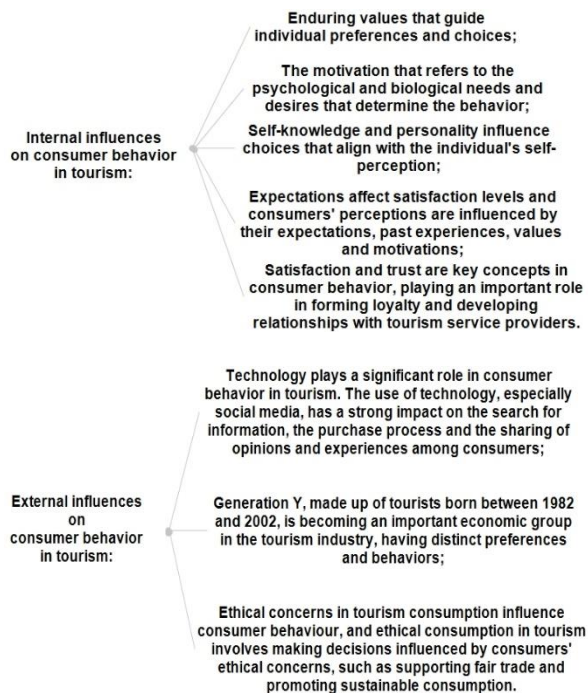 Enduring values that guide
individual preferences and choices;
The motivation that refers to the
psychological and biological needs and
desires that determine the behavior;
Internal influences
on consumer behavior
in tourism:
Self-knowledge and personality influence
choices that align with the individual's self-
perception;
Expectations affect satisfaction levels and
consumers' perceptions are influenced by
their expectations, past experiences, values
and motivations;
Satisfaction and trust are key concepts in
consumer behavior, playing an important role
in forming loyalty and developing
relationships with tourism service providers.
Technology plays a significant role in consumer
behavior in tourism. The use of technology, especially
social media, has a strong impact on the search for
information, the purchase process and the sharing of
opinions and experiences among consumers;
External influences
on
consumer behavior
in tourism:
Generation Y, made up of tourists born between 1982
and 2002, is becoming an important economic group
in the tourism industry, having distinct preferences
and behaviors;
Ethical concerns in tourism consumption influence
consumer behaviour, and ethical consumption in tourism
involves making decisions influenced by consumers'
ethical concerns, such as supporting fair trade and
promoting sustainable consumption.